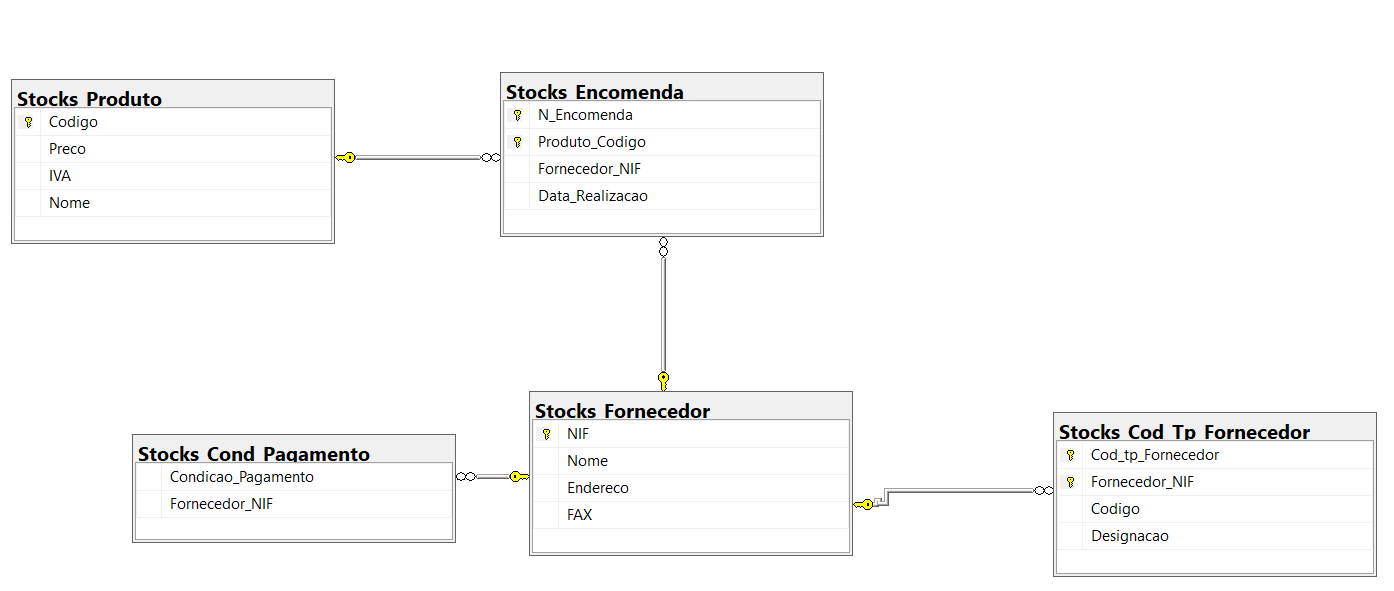 Stocks_Produto
Codigo
Preco
IVA
Nome
Stocks_Encomenda
N_Encomenda
Produto_Codigo
Fornecedor_NIF
Data_Realizacao
Stocks_Cond_Pagamento
Condicao_Pagamento
Fornecedor_NIF
Stocks_Fornecedor
NIF
Nome
Endereco
FAX
Stocks_Cod_Tp_Fornecedor
Cod_tp_Fornecedor
Fornecedor_NIF
Codigo
Designacao